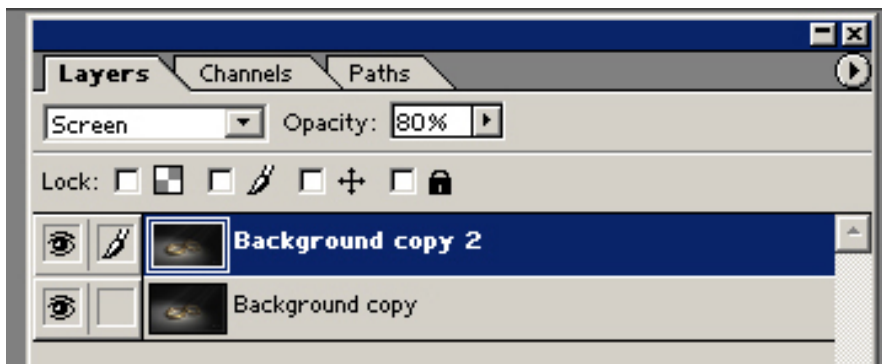 Layers Channels Paths
Screen Opacity: 80%
Lock:
Background copy 2
Background copy